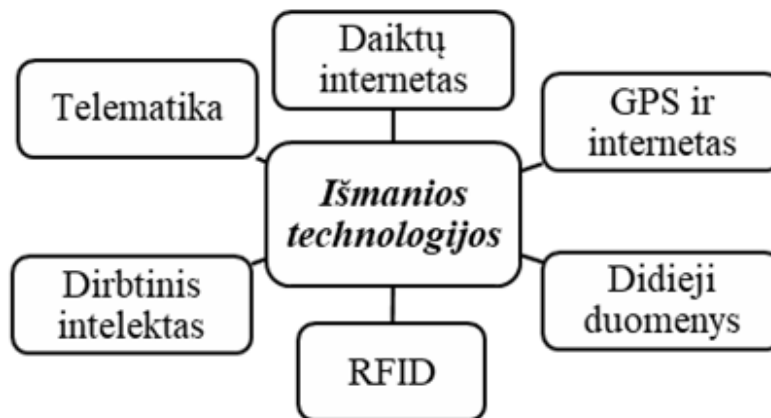 Daiktų
internetas
Telematika
GPS ir
internetas
Išmanios
technologijos
Dirbtinis
intelektas
Didieji
duomenys
RFID